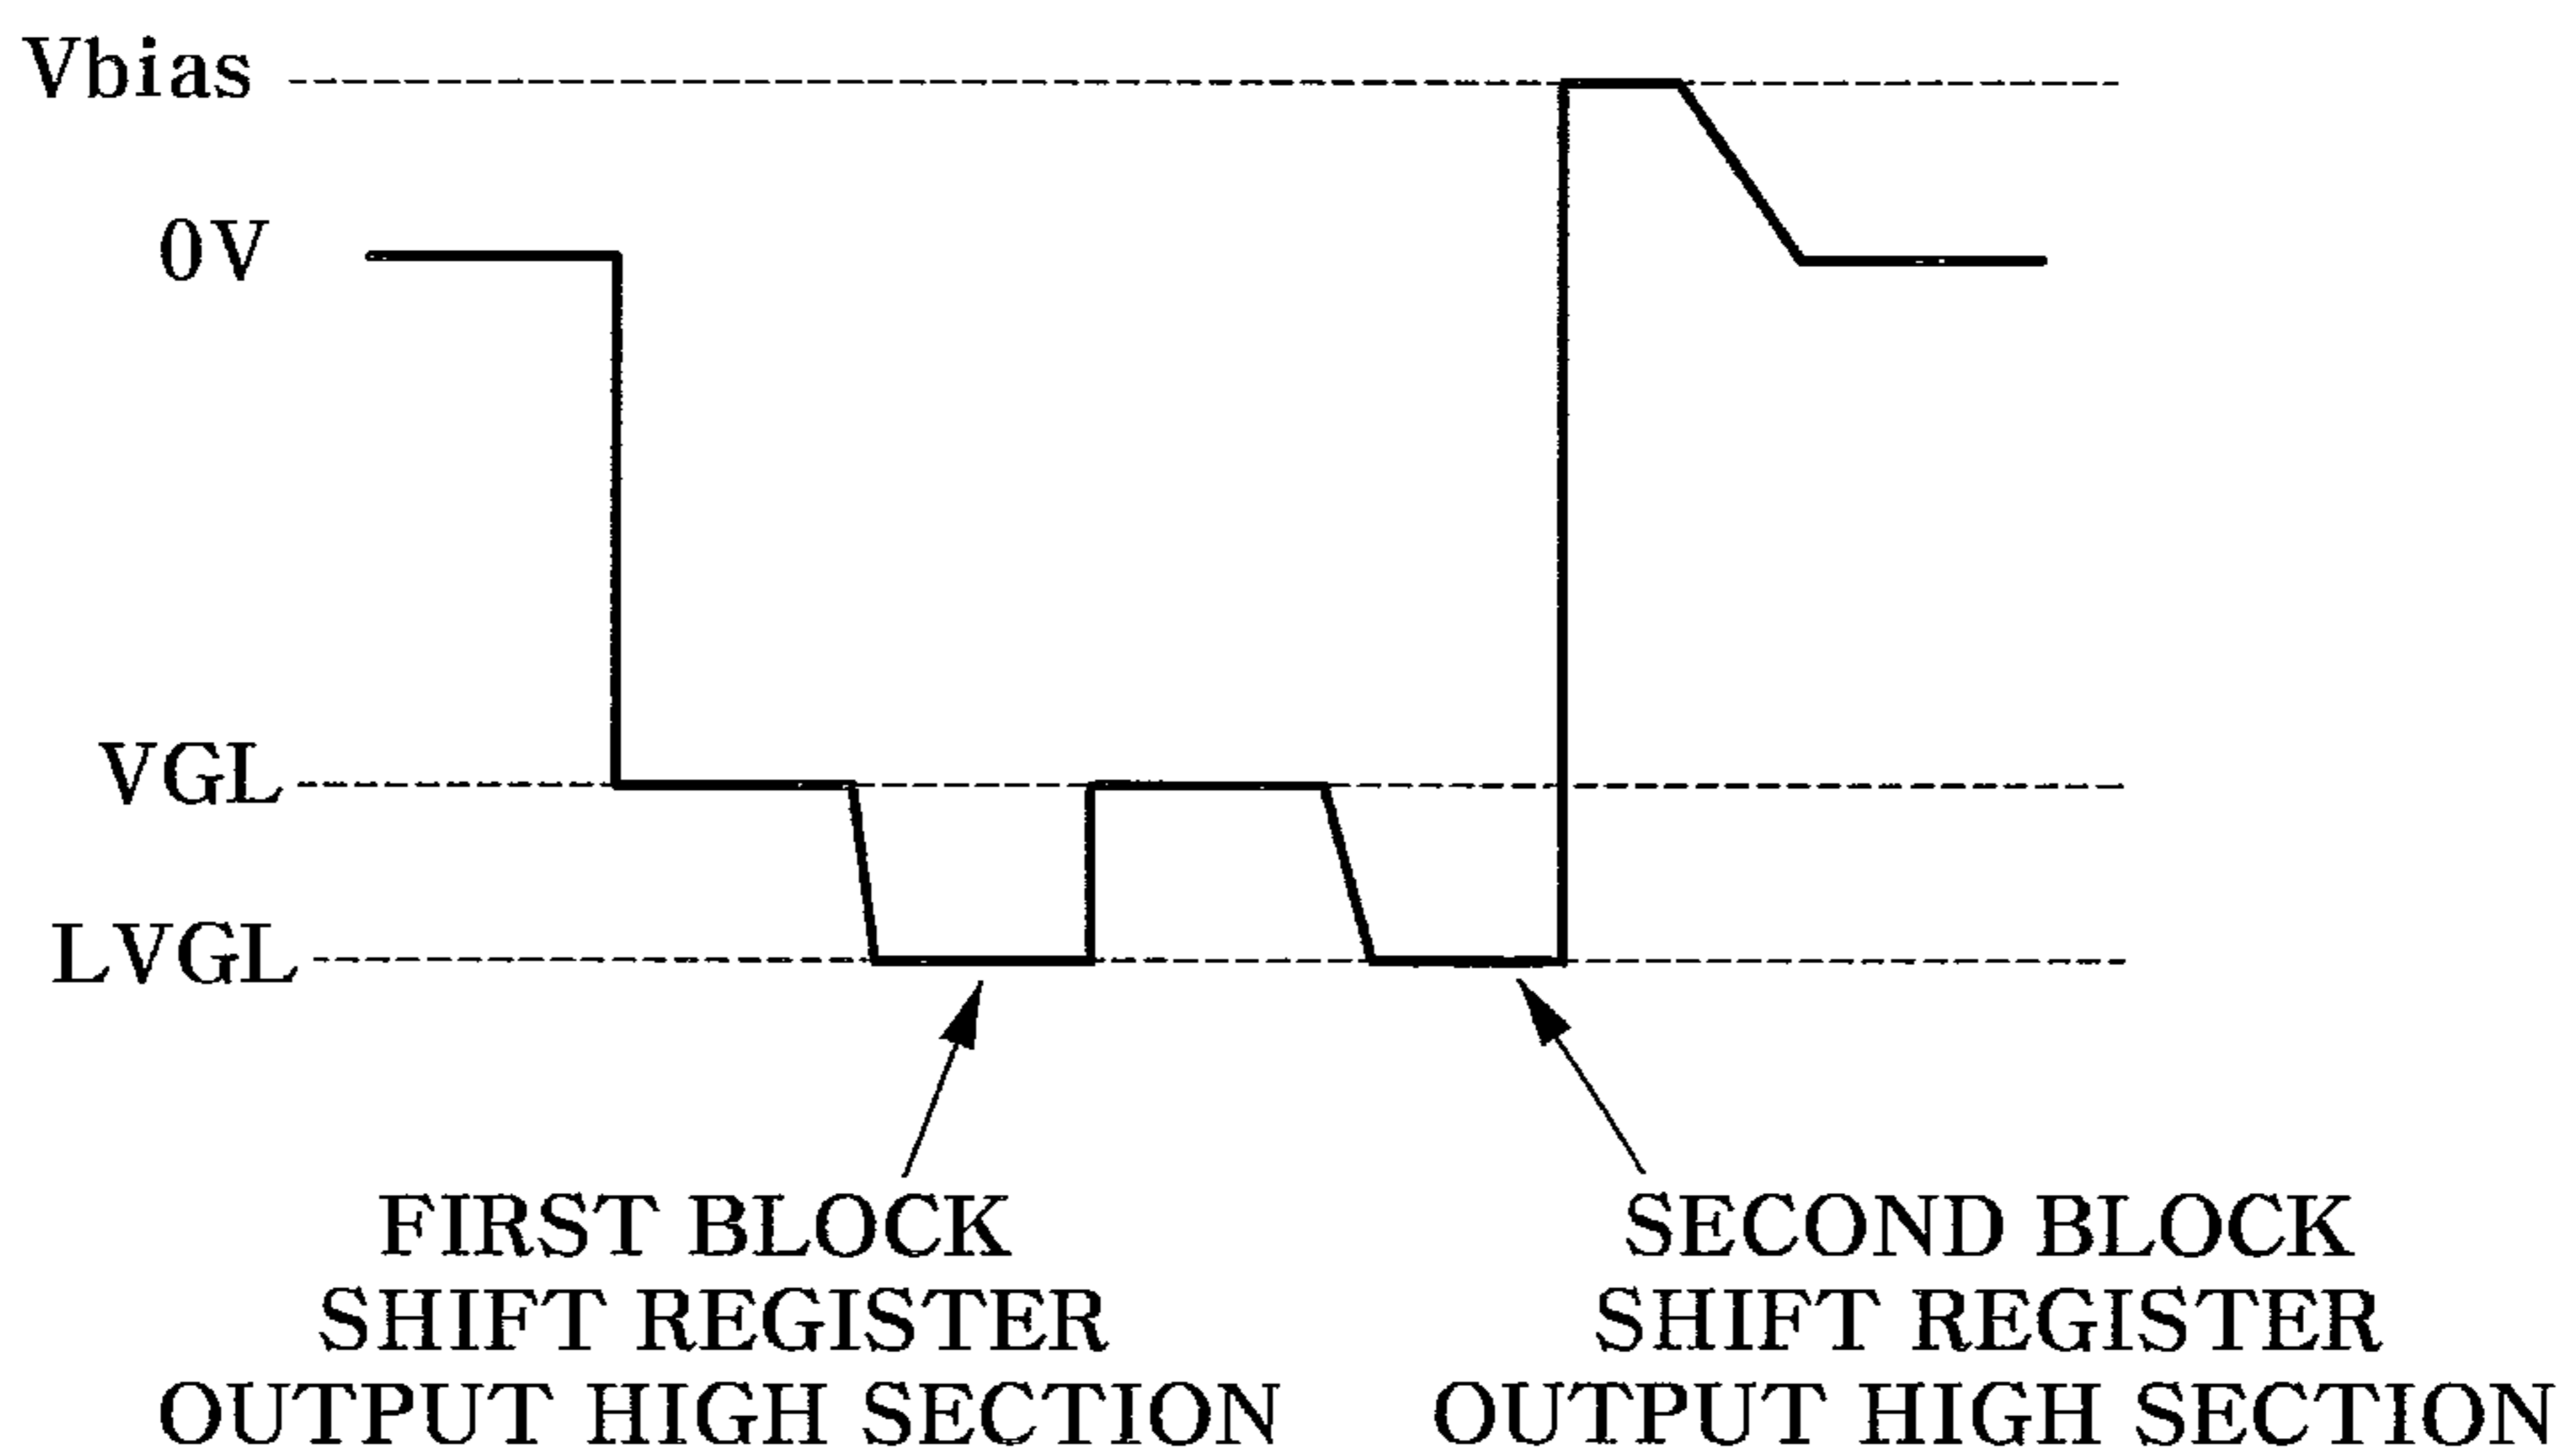 Vbias
0V
VGL
LVGL
FIRST BLOCK
SHIFT REGISTER
OUTPUT HIGH SECTION
SECOND BLOCK
SHIFT REGISTER
OUTPUT HIGH SECTION